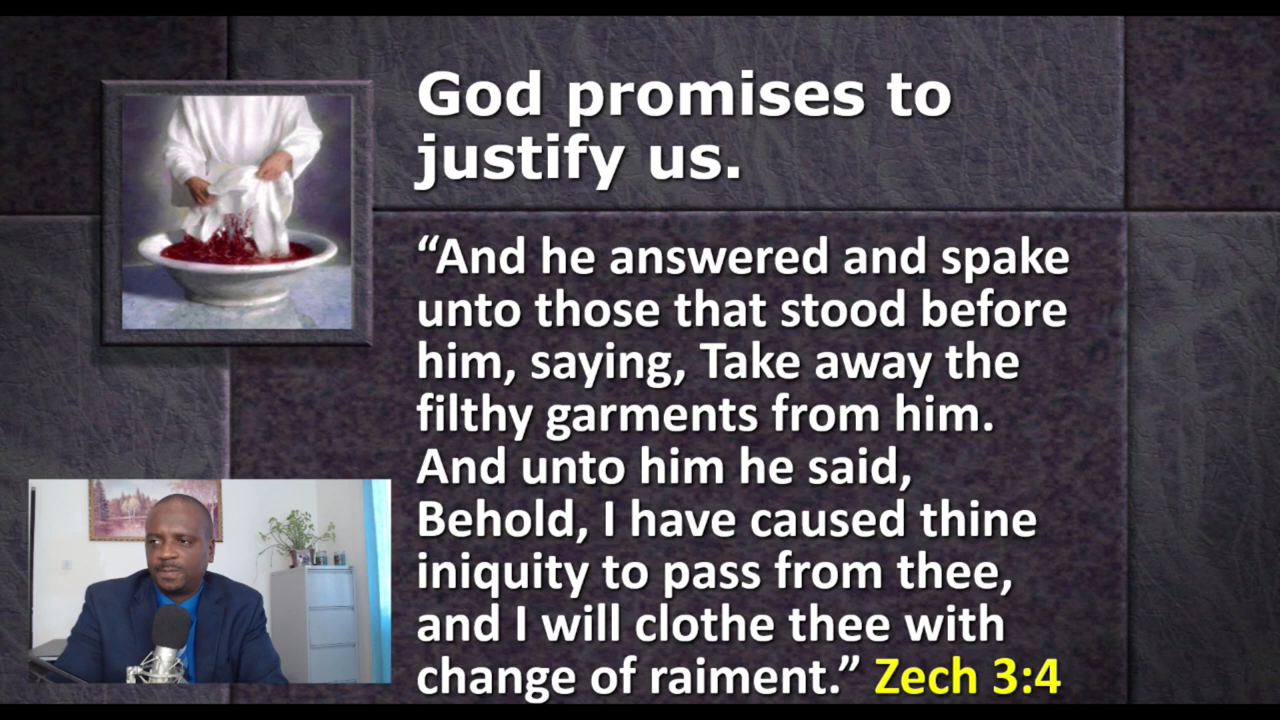 God promises to
justify us.
“And he answered and spake
unto those that stood before
him, saying, Take away the
filthy garments from him.
And unto him he said,
Behold, I have caused thine
iniquity to pass from thee,
and I will clothe thee with
change of raiment.” Zech 3:4